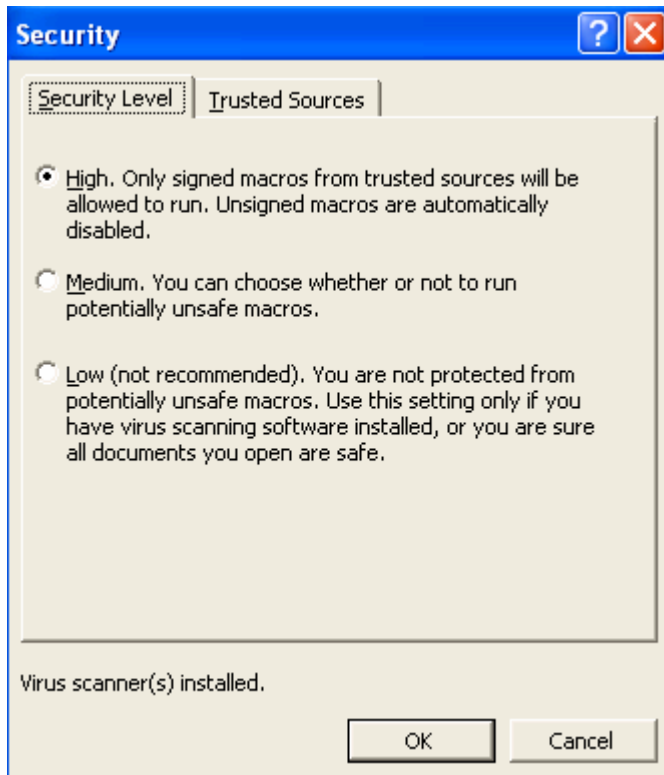 Security
Security Level
Trusted Sources
High. Only signed macros from trusted sources will be
allowed to run. Unsigned macros are automatically
disabled.
Medium. You can choose whether or not to run
potentially unsafe macros.
Low (not recommended). You are not protected from
potentially unsafe macros. Use this setting only if you
have virus scanning software installed, or you are sure
all documents you open are safe.
Virus scanner(s) installed.
OK
Cancel